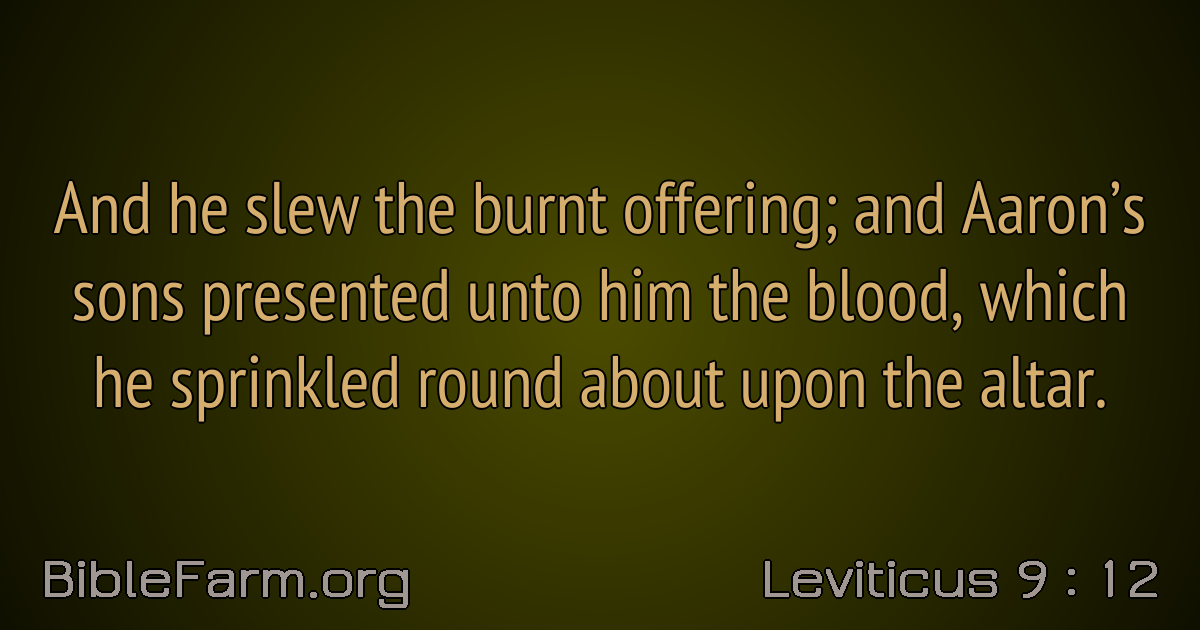 And he slew the burnt offering; and Aaron’s
sons presented unto him the blood, which
he sprinkled round about upon the altar.
BibleFarm.org
Leviticus 9 : 12